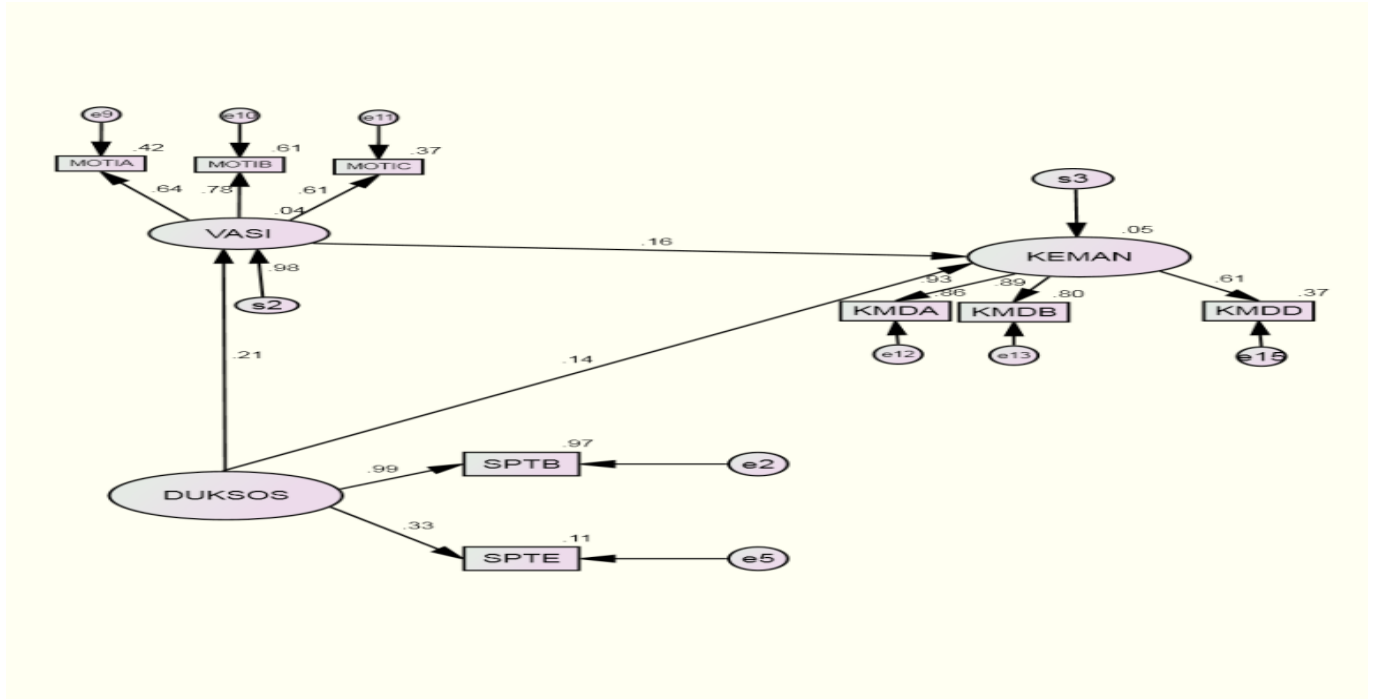 e9 e10 e11
.42 .61 .37
MOTIA MOTIB MOTIC
.64 .78 .61
.04
VASI
s3
.05
.16
KEMAN
.98
.93 .89 .61
s2
.86 .80 .37
KMDA KMDB KMDD
e12 e13 e15
.21
.14
.97
.99
SPTB
e2
DUKSOS
.33
.11
SPTE
e5